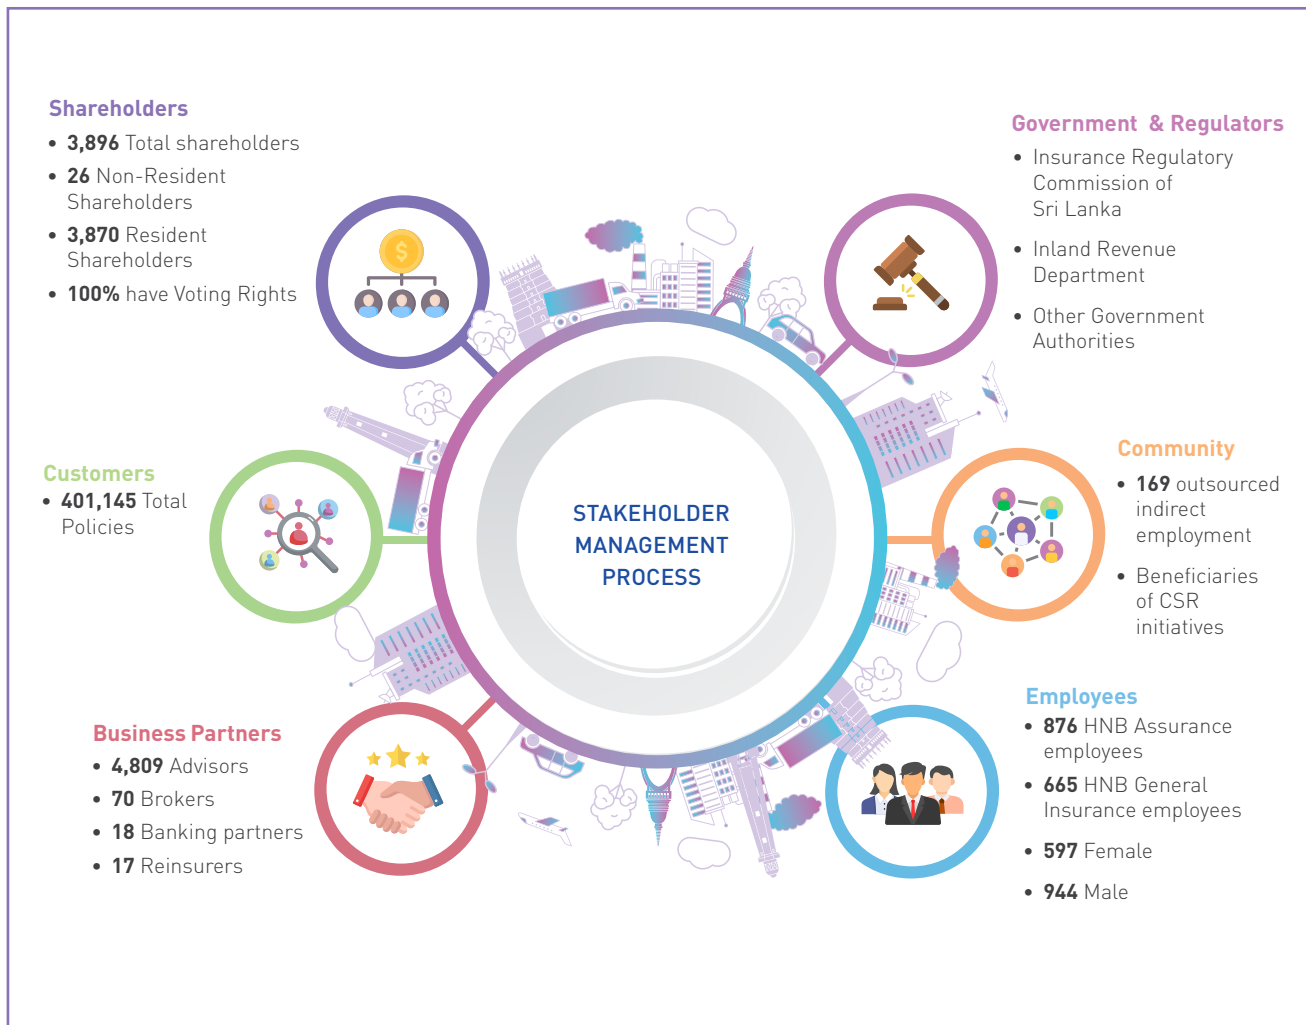 Shareholders
• 3,896 Total shareholders
• 26 Non-Resident
Shareholders
• 3,870 Resident
Shareholders
• 100% have Voting Rights
Government & Regulators
• Insurance Regulatory
Commission of
Sri Lanka
• Inland Revenue
Department
• Other Government
Authorities
Customers
• 401,145 Total
Policies
STAKEHOLDER
MANAGEMENT
PROCESS
Community
• 169 outsourced
indirect
employment
• Beneficiaries
of CSR
initiatives
Business Partners
• 4,809 Advisors
• 70 Brokers
• 18 Banking partners
• 17 Reinsurers
Employees
• 876 HNB Assurance
employees
• 665 HNB General
Insurance employees
• 597 Female
• 944 Male